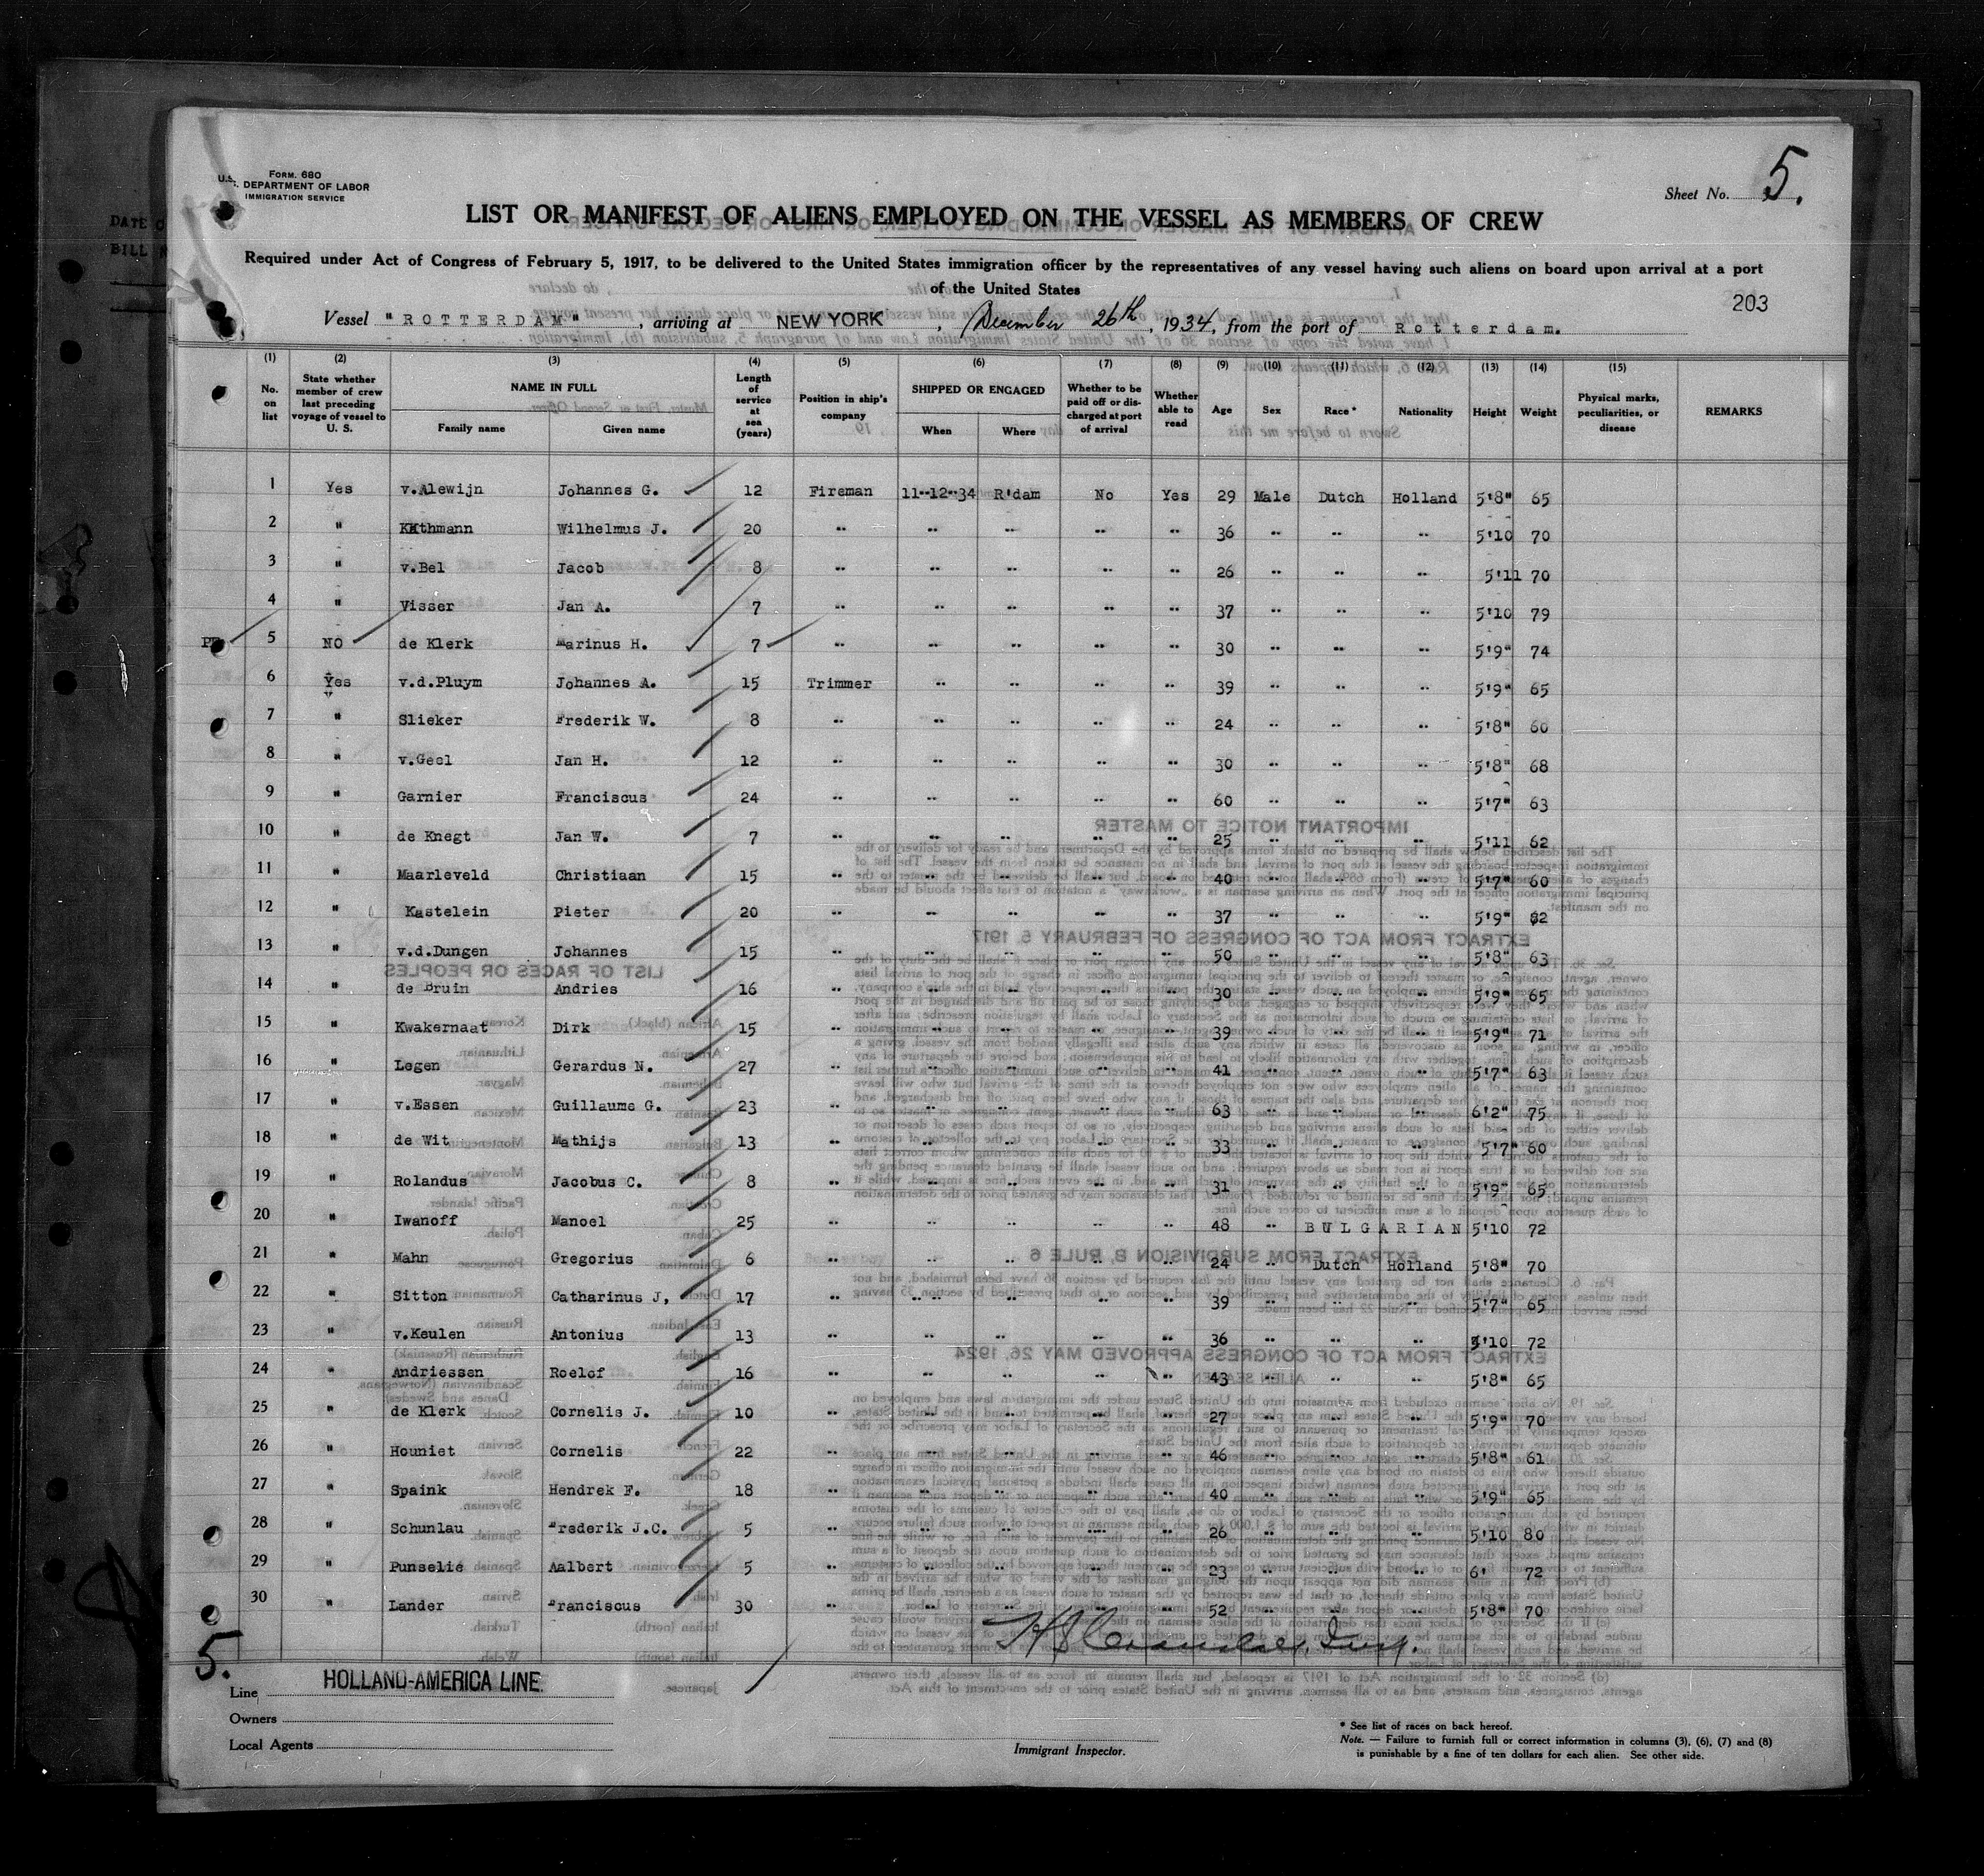 Form. 680
U.S. DEPARTMENT OF LABOR
IMMIGRATION SERVICE
Sheet No. 5.
LIST OR MANIFEST OF ALIENS EMPLOYED ON THE VESSEL AS MEMBERS OF CREW
Required under Act of Congress of February 5, 1917, to be delivered to the United States immigration officer by the representatives of any vessel having such aliens on board upon arrival at a port
of the United States
203
Vessel "ROTTERDAM", arriving at NEW YORK, December 26th, 1934, from the port of Rotterdam.
(1) (2) (3) (4) (5) (6) (7) (8) (9) (10) (11) (12) (13) (14) (15)
No. on list | State whether member of crew last preceding voyage of vessel to U. S. | NAME IN FULL Family name Given name | Length of service at sea (years) | Position in ship's company | SHIPPED OR ENGAGED When Where | Whether to be paid off or discharged at port of arrival | Whether able to read | Age | Sex | Race * | Nationality | Height | Weight | Physical marks, peculiarities, or disease | REMARKS
1 Yes v.Alewijn Johannes G. 12 Fireman 11-12-34 R'dam No Yes 29 Male Dutch Holland 5'8" 65
2 " Kathmann Wilhelmus J. 20 " " " " " 36 " " " 5'10 70
3 " v.Bel Jacob 8 " " " " " 26 " " " 5'11 70
4 " Visser Jan A. 7 " " " " " 37 " " " 5'10 79
5 NO de Klerk Marinus H. 7 " " " " " 30 " " " 5'9" 74
6 Yes v.d.Pluym Johannes A. 15 Trimmer " " " " 39 " " " 5'9" 65
7 " Slieker Frederik W. 8 " " " " " 24 " " " 5'8" 60
8 " v.Geel Jan H. 12 " " " " " 30 " " " 5'8" 68
9 " Garnier Franciscus 24 " " " " " 60 " " " 5'7" 63
10 " de Knegt Jan W. 7 " " " " " 25 " " " 5'11 62
11 " Maarleveld Christiaan 15 " " " " " 40 " " " 5'7" 60
12 " Kastelein Pieter 20 " " " " " 37 " " " 5'9"
13 " v.d.Dungen Johannes 15 " " " " " 50 " " " 5'8" 63
14 " de Bruin Andries 16 " " " " " 30 " " " 5'9" 65
15 " Kwakernaat Dirk 15 " " " " " 39 " " " 5'9" 71
16 " Legen Gerardus N. 27 " " " " " 41 " " " 5'7" 63
17 " v.Essen Guillaume G. 23 " " " " " 63 " " " 6'2" 75
18 " de Wit Mathijs 13 " " " " " 33 " " " 5'7" 60
19 " Rolandus Jacobus C. 8 " " " " " 31 " " " 5'9" 65
20 " Iwanoff Manoel 25 " " " " " 48 " BULGARIAN 5'10 72
21 " Mahn Gregorius 6 " " " " " 24 " Dutch Holland 5'8" 70
22 " Sitton Catharinus J, 17 " " " " " 39 " " " 5'7" 65
23 " v.Keulen Antonius 13 " " " " " 36 " " " 5'10 72
24 " Andriessen Roelof 16 " " " " " 43 " " " 5'8" 65
25 " de Klerk Cornelis J. 10 " " " " " 27 " " " 5'9" 70
26 " Houniet Cornelis 22 " " " " " 46 " " " 5'8" 61
27 " Spaink Hendrek F. 18 " " " " " 40 " " " 5'9" 65
28 " Schunlau Frederik J.C. 5 " " " " " 26 " " " 5'10 80
29 " Punselie Aalbert 5 " " " " " 23 " " " 6' 72
30 " Lander Franciscus 30 " " " " " 52 " " " 5'8" 70
5.
Line HOLLAND-AMERICA LINE
Owners
Local Agents
Immigrant Inspector.
* See list of races on back hereof.
Note. — Failure to furnish full or correct information in columns (3), (6), (7) and (8)
is punishable by a fine of ten dollars for each alien. See other side.